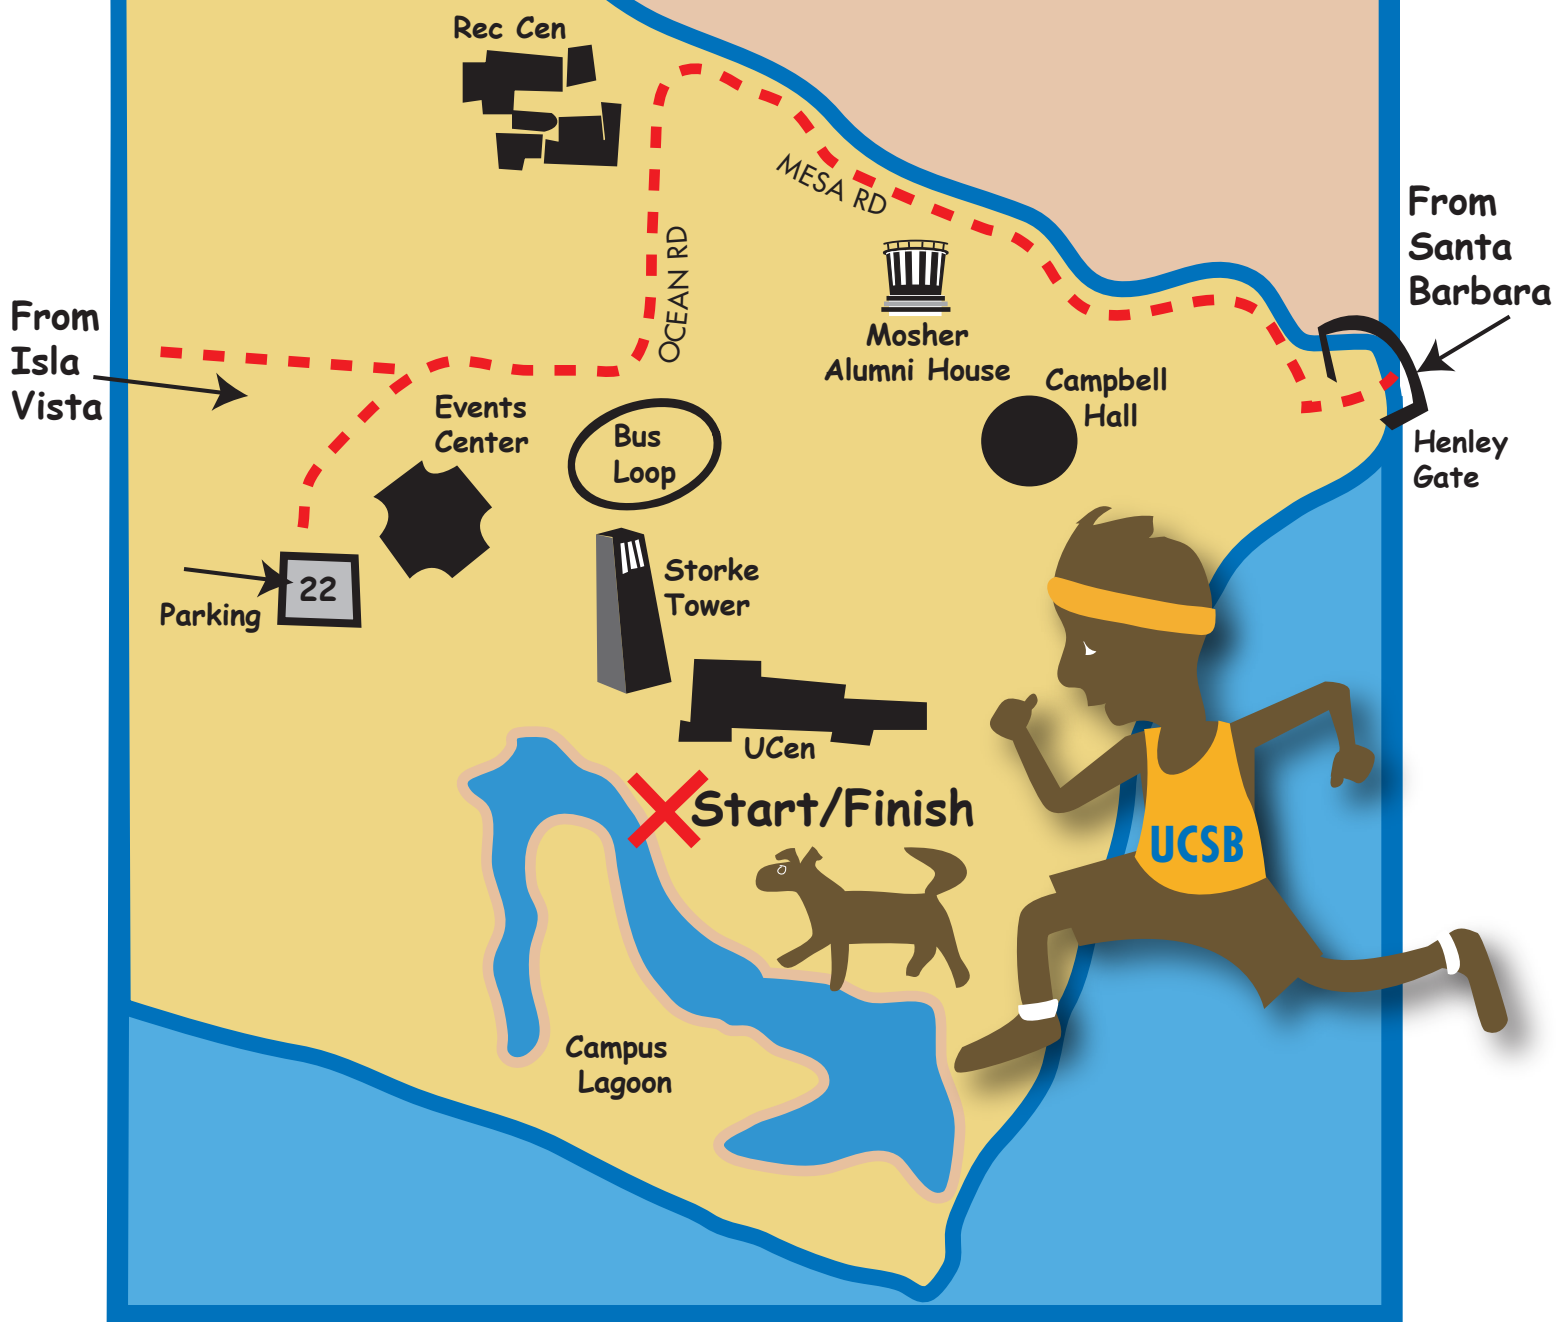 Rec Cen
MESA RD
From
Santa
Barbara
OCEAN RD
From
Isla
Vista
Mosher
Alumni House
Campbell
Hall
Events
Center
Bus
Loop
Henley
Gate
Storke
Tower
22
Parking
UCen
Start/Finish
UCSB
Campus
Lagoon